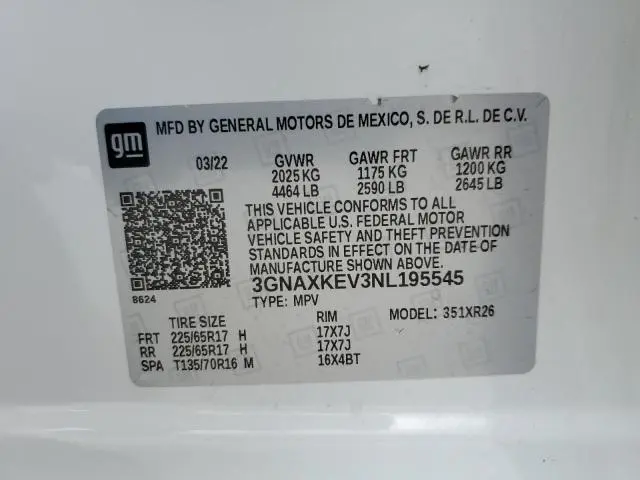 gm
MFD BY GENERAL MOTORS DE MEXICO, S. DE R.L. DE C.V.
03/22 GVWR GAWR FRT GAWR RR
2025 KG 1175 KG 1200 KG
4464 LB 2590 LB 2645 LB
THIS VEHICLE CONFORMS TO ALL
APPLICABLE U.S. FEDERAL MOTOR
VEHICLE SAFETY AND THEFT PREVENTION
STANDARDS IN EFFECT ON THE DATE OF
MANUFACTURE SHOWN ABOVE.
8624
3GNAXKEV3NL195545
TYPE: MPV MODEL: 351XR26
TIRE SIZE RIM
FRT 225/65R17 H 17X7J
RR 225/65R17 H 17X7J
SPA T135/70R16 M 16X4BT